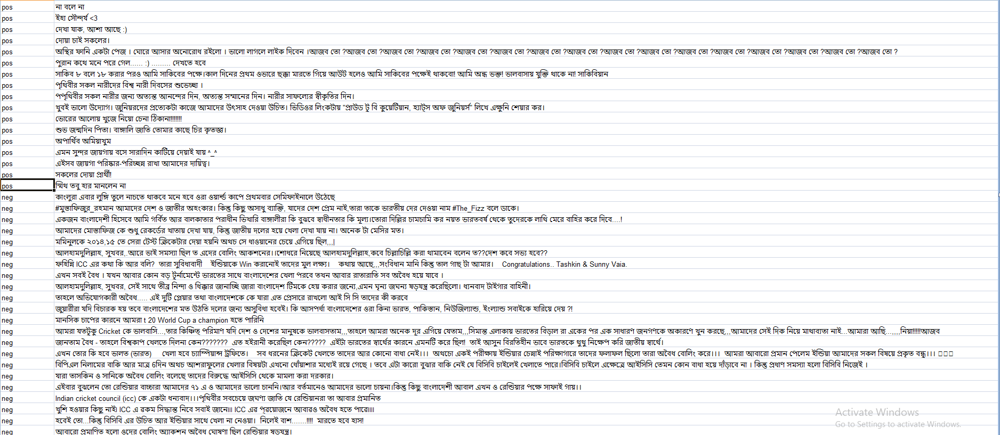 pos না বলে না
pos ইহা সৌন্দর্য <3
pos দেখা যাক, আশা আছে :)
pos দোয়া চাই সকলের।
pos অস্থির ফানি একটা পেজ । ঘোরে আসার অনোরোধ রইলো । ভালো লাগলে লাইক দিবেন ।আজব তো ?আজব তো ?আজব তো ?আজব তো ?আজব তো ?আজব তো ?আজব তো ?আজব তো ?আজব তো ?আজব তো ?আজব তো ?আজব তো ?আজব তো ?আজব তো ?আজব তো ?আজব তো ?
pos পুরান কথে মনে পরে গেল...... :) ......... দেখতে হবে
pos সাকিব ৮ বলে ১৮ করার পরও আমি সাকিবের পক্ষে।কাল দিনের প্রথম ওভারে ছক্কা মারতে গিয়ে আউট হলেও আমি সাকিবের পক্ষেই থাকবো! আমি অন্ধ ভক্ত! ভালবাসায় যুক্তি থাকে না! সাকিবিয়ান
pos পৃথিবীর সকল নারীদের বিশ্ব নারী দিবসের শুভেচ্ছা ।
pos পপৃথিবীর সকল নারীর জন্য অত্যন্ত আনন্দের দিন, অত্যন্ত সম্মানের দিন। নারীর সাফল্যের স্বীকৃতির দিন।
pos খুবই ভালো উদ্যোগ। জুনিয়রদের প্রত্যেকটা কাজে আমাদের উৎসাহ দেওয়া উচিত। ভিডিওর লিংকটায় "প্রাউড টু বি কুয়েটিয়ান, হ্যাট্স অফ জুনিয়র্স" লিখে এক্ষুনি শেয়ার কর।
pos ভোরের আলোয় খুজে নিয়ো চেনা ঠিকানা!!!!!!!
pos শুভ জন্মদিন পিতা। বাঙ্গালি জাতি তোমার কাছে চির কৃতজ্ঞ।
pos অপার্থিব অমিয়াখুম
pos এমন সুন্দর জায়গায় বসে সারাদিন কাটিয়ে দেয়াই যায় ^_^
pos এইসব জায়গা পরিষ্কার-পরিচ্ছন্ন রাখা আমাদের দায়িত্ব।
pos সকলের দোয়া প্রার্থী!
pos স্মিথ তবু হার মানলেন না
neg কাংলুরা এবার লুঙ্গি তুলে নাচতে থাকবে মনে হবে ওরা ওয়ার্ল্ড কাপে প্রথমবার সেমিফাইনালে উঠেছে
neg #মুস্তাফিজুর_রহমান আমাদের দেশ ও জাতীর অহংকার। কিন্তু কিছু অসাধু ব্যাক্তি, যাদের দেশ প্রেম নাই,তারা তাকে ভারতীয় দের দেওয়া নাম #The_Fizz বলে ডাকে।
neg একজন বাংলাদেশী হিসেবে আমি গর্বিত আর বালকাতার পরাধীন ভিখারি বাঙ্গালীরা কি বুঝবে স্বাধীনতার কি মূল্য।তোরা দিল্লির চামচামি কর নয়ত ভারতবর্ষ থেকে তুদেরকে লাথি মেরে বাহির করে দিবে....!
neg আমাদের মোস্তাফিজ কে শুধু রেকর্ডের খাতায় দেখা যায়, কিন্তু জাতীয় দলের হয়ে খেলা দেখা যায় না। অনেক টা মেসির মত।
neg মমিনুলকে ২০১৪,১৫ তে সেরা টেস্ট ক্রিকেটার দেয়া হয়নি অথচ সে ধাওয়ানের চেয়ে এগিয়ে ছিল,,,|
neg আলহামদুলিল্লাহ, সুখবর,.আরে ভাই সমস্যা ছিল ত এদের বোলিং আকশনের।।শোধরে নিয়েছে আলহামদুলিল্লাহ,কবে চিল্লাচিল্লি করা থামাবেন বলেন ত??দেশ কবে সভ্য হবে??
neg ফহিন্নি ICC এর কথা কি আর বলি? তারা সুবিধাবাদী ইন্ডিয়াকে Win করানোই তাদের মুল লক্ষ্য। কথায় আছে,,,সংবিধান মানি কিন্তু তাল গাছ টা আমার। Congratulations.. Tashkin & Sunny Vaia.
neg এখন সবই বৈধ । যখন আবার কোন বড় টুর্নামেন্টে ভারতের সাথে বাংলাদেশের খেলা পরবে তখন আবার রাতারাতি সব অবৈধ হয়ে যাবে ।
neg আলহামদুলিল্লাহ, সুখবর, সেই সাথে তীব্র নিন্দা ও ধিক্কার জানাচ্ছি জারা বাংলাদেশ টিমকে হেয় করার জন্যে,এমন ঘৃন্য জঘন্য ষড়যন্ত্র করেছিলো। ধ্যনবাদ টাইগার বাহিনী।
neg তাহলে অভিযোগকারী অবৈধ..... এই দুটি প্লেয়ার তথা বাংলাদেশকে কে যারা এত প্রেসারে রাখলো আই সি সি তাদের কী করবে
neg জুয়ারীরা যদি বিচারক হয় তবে বাংলাদেশের মত উঠতি দলের জন্য অসুবিধা হবেই। কি আসপর্ধা বাংলাদেশের ওরা কিনা ভারত, পাকিস্তান, নিউজিল্যান্ড, ইংল্যান্ড সবাইকে হারিয়ে দেয় ?!
neg মানসিক চাপের কারনে আমরা t 20 World Cup a champion হতে পারিনি
neg আমরা যতটুকু Cricket কে ভালবাসি...,তার কিঞ্চিত্ পরিমাণ যদি দেশ ও দেশের মানুষকে ভালবাসতাম,,,তাহলে আমরা অনেক দূর এগিয়ে যেতাম,,,সিমান্ত এলাকায় ভারতের বিড়াল রা একের পর এক সাধারণ জনগণকে অকারণে খুন করছে,,,আমাদের সেই দিক নিয়ে মাথাব্যতা নাই...আমারা আছি...,,,,নিয়া!!!!!আজব
neg জানতাম বৈধ - তাহলে বিশ্বকাপ খেলতে দিলনা কেন??????? এত হইরানী করেছিল কেন????? এইটা ভারতের স্বার্থের কারনে এমনটি করে ছিল! তাই আসুন বিরতিহীন ভাবে ভারতকে থুথু নিক্ষেপ করি জাতীয় স্বার্থে।
neg এখন তোর কি হবে ভালত (ভারত) খেলা হবে চ্যাম্পিয়ান্স ট্রফিতে। সব ধরনের ক্রিকেট খেলতে তাদের আর কোনো বাধা নেই।।। অথচো একই পরীক্ষায় ইন্ডিয়ার চেন্নাই পরিক্ষাগারে তাদের ফলাফল ছিলো তারা অবৈধ বোলিং করে।।। আমরা আবারো প্রমান পেলেম ইন্ডিয়া আমাদের সকল বিষয়ে প্রকৃত বন্ধু।।। □□□
neg বিপিএল নিলামের বাকি আর মাত্র 6দিন অথচ আশরাফুলের খেলার বিষয়টা এখনো ধোঁয়াশার মধ্যেই রয়ে গেছে । তবে এটা কারো বুঝার বাকি নেই যে বিসিবি চাইলেই খেলাতে পারে।বিসিবি চাইলে এক্ষেত্রে আইসিসি তেমন কোন বাধা হয়ে দাঁড়াবে না । কিন্তু প্রধাণ সমস্যা হলো বিসিবি নিজেই ।
neg যারা তাসকিন ও সানিকে অবৈধ বোলিং বলেছে তাদের বিরুদ্ধে আইসিসি থেকে মামলা করা দরকার।
neg এইবার বুঝলেন তো রেন্ডিয়ার বাচ্চারা আমাদের ৭১ এ ও আমাদের ভালো চাননি।আর বর্তমানেও আমাদের ভালো চায়না।কিন্তু কিছু বাংলাদেশী আবাল এখন ও রেন্ডিয়ার পক্ষে সাফাই গায়।।
neg Indian cricket council (icc) কে একটা ধন্যবাদ।।।পৃথিবীর সবচেয়ে জঘণ্য জাতি যে রেন্ডিয়ানরা তা আবার প্রমানিত
neg খুশি হওয়ার কিছু নাই। ICC এ ৱকম সিদ্ধান্ত নিবে সবাই জানে।।। ICC এৱ প্ৰয়োজনে আবাৱও অবৈধ হতে পাৱে।।।।
neg হবেই তো...কিন্তু বিসিবি এর উচিত আর ইন্ডিয়ার সাথে খেলা না নেওয়া। নিলেই বাশ.......!!!! মারতে হবে হাস!
neg আবারো প্রমাণিত হলো ওদের বোলিং অ্যাকশন অবৈধ ঘোষণা ছিল রেন্ডিয়ার ষড়যন্ত্র।
Activate Windows
Go to Settings to activate Windows.